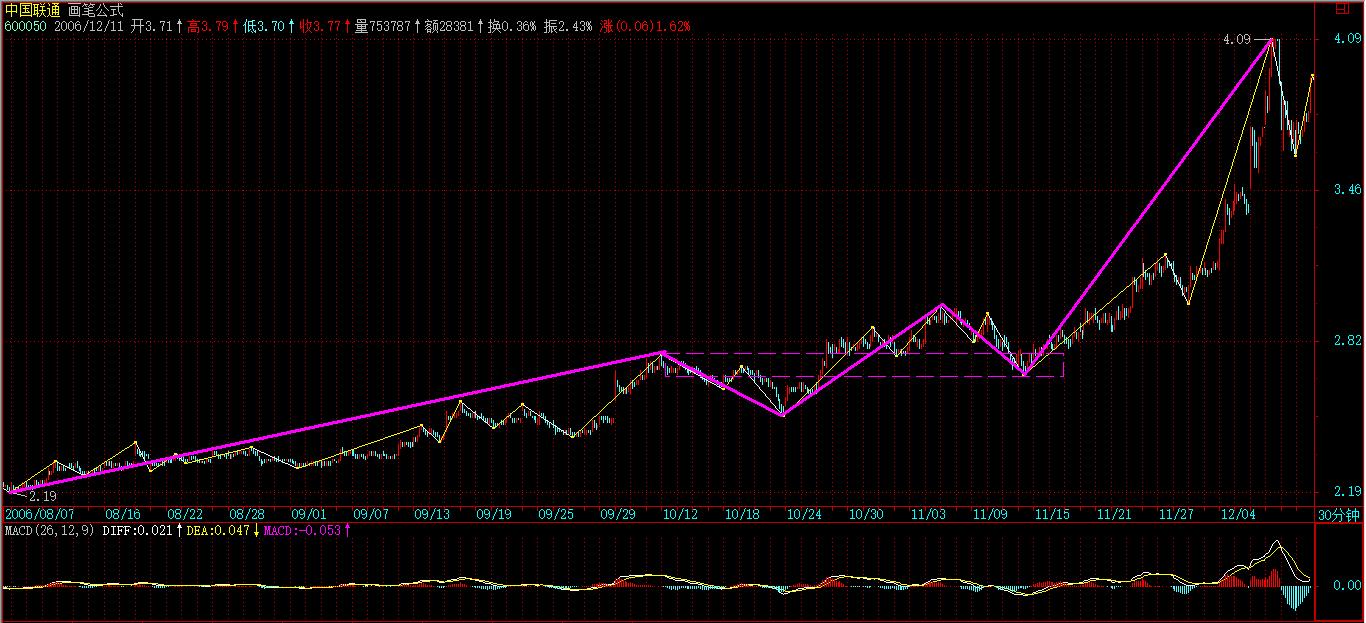 中国联通 画笔公式
600050 2006/12/11 开3.71↑高3.79↑低3.70↑收3.77↑量753787↑额28381↑换0.36% 振2.43% 涨(0.06)1.62%
日
4.09
4.09
3.46
2.82
2.19
2.19
2006/08/07 08/16 08/22 08/28 09/01 09/07 09/13 09/19 09/25 09/29 10/12 10/18 10/24 10/30 11/03 11/09 11/15 11/21 11/27 12/04 30分钟
MACD(26,12,9) DIFF:0.021↑DEA:0.047↓MACD:-0.053↑
0.00